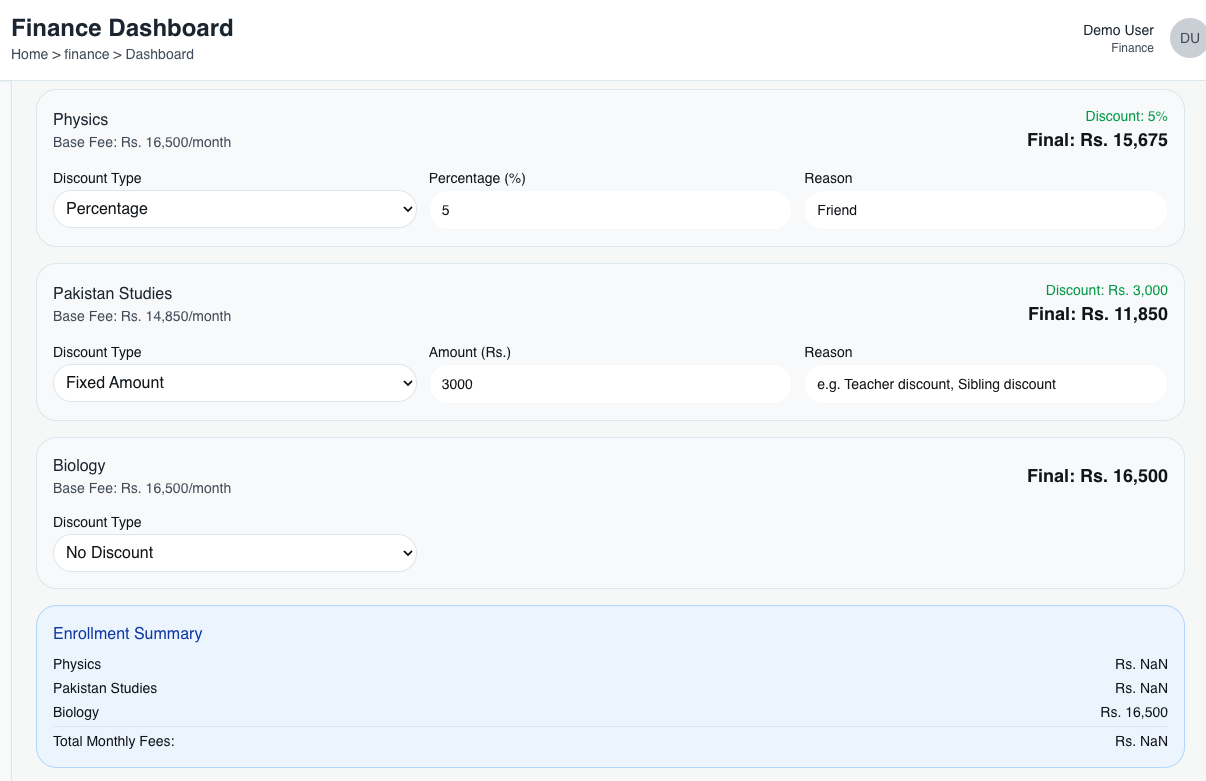 Finance Dashboard
Home > finance > Dashboard
Demo User
Finance
DU
Physics
Base Fee: Rs. 16,500/month
Discount: 5%
Final: Rs. 15,675
Discount Type
Percentage (%)
Reason
Percentage
5
Friend
Pakistan Studies
Base Fee: Rs. 14,850/month
Discount: Rs. 3,000
Final: Rs. 11,850
Discount Type
Amount (Rs.)
Reason
Fixed Amount
3000
e.g. Teacher discount, Sibling discount
Biology
Base Fee: Rs. 16,500/month
Final: Rs. 16,500
Discount Type
No Discount
Enrollment Summary
Physics Rs. NaN
Pakistan Studies Rs. NaN
Biology Rs. 16,500
Total Monthly Fees: Rs. NaN